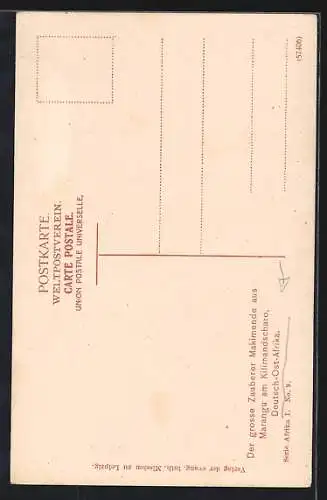 POSTKARTE.
WELTPOSTVEREIN.
CARTE POSTALE.
UNION POSTALE UNIVERSELLE.
(57406)
Der grosse Zauberer Makimende aus
Marangu am Kilimandscharo,
Deutsch-Ost-Afrika.
Serie Afrika I. No. 9.
Verlag der evang. luth. Mission zu Leipzig.